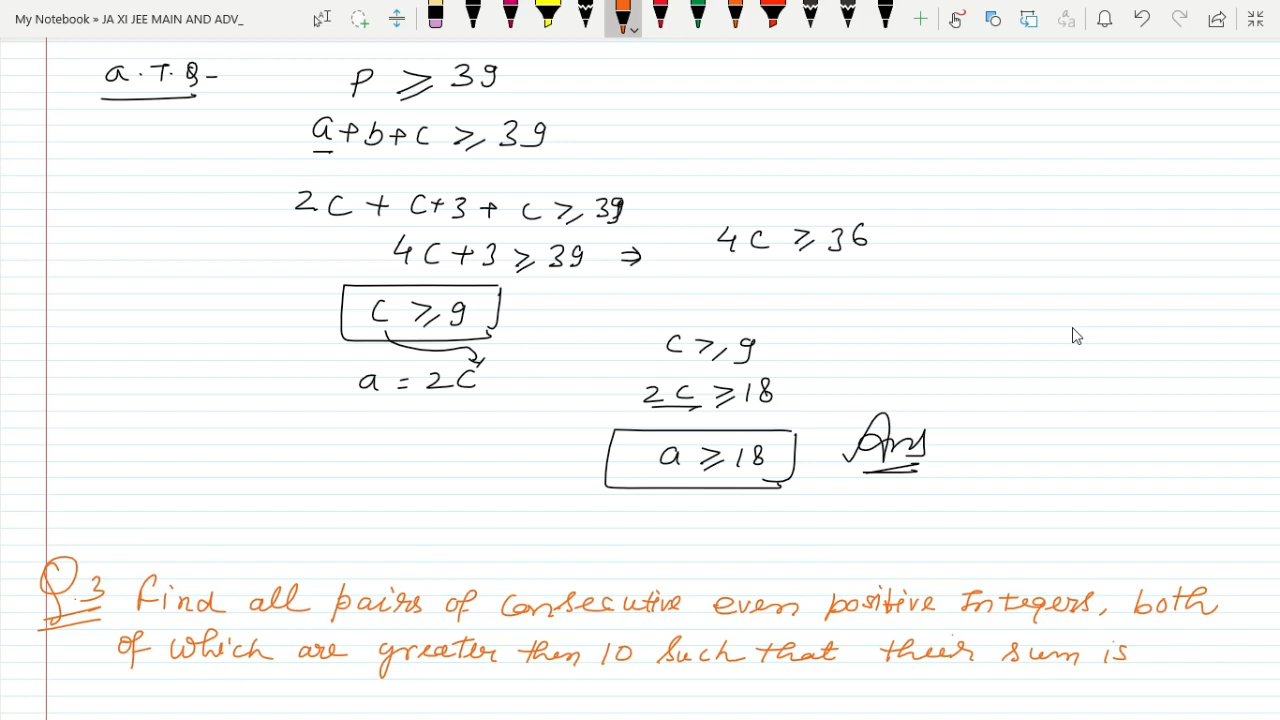 My Notebook » JA XI JEE MAIN AND ADV_
a.T.Q-
P ≥ 39
a+b+c ≥ 39
2C + C+3 + C ≥ 39
4C+3 ≥ 39 ⇒ 4C ≥ 36
C ≥ 9
a = 2C
C ≥ 9
2C ≥ 18
a ≥ 18 Ans
Q.3 Find all pairs of consecutive even positive Integers, both
of which are greater then 10 such that their sum is